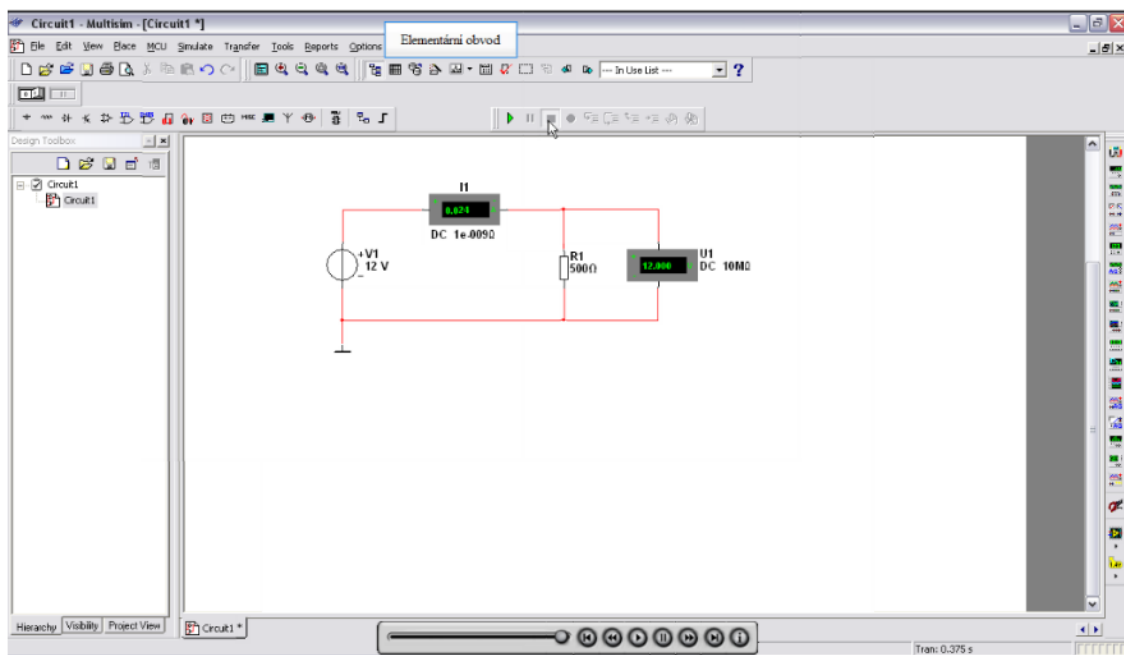 Circuit1 - Multisim - [Circuit1 *]
Elementární obvod
File Edit View Place MCU Simulate Transfer Tools Reports Options
--- In Use List ---
Design Toolbox
Circuit1
Circuit1
I1
0.024
DC 1e-009Ω
+V1
12 V
R1
500Ω
U1
12.000
DC 10MΩ
Hierarchy Visibility Project View
Circuit1 *
Tran: 0.375 s